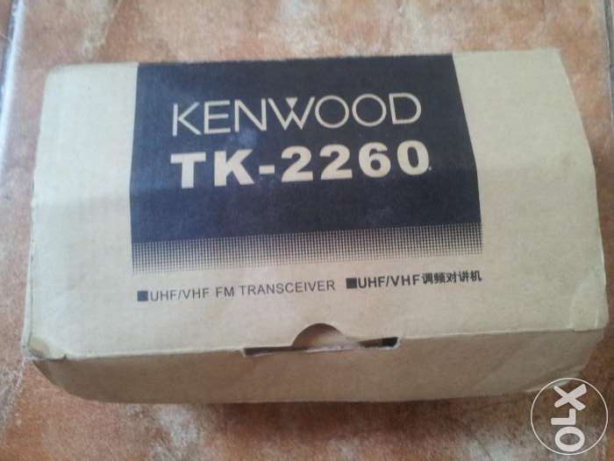 KENWOOD
TK-2260
■UHF/VHF FM TRANSCEIVER ■UHF/VHF调频对讲机
OLX